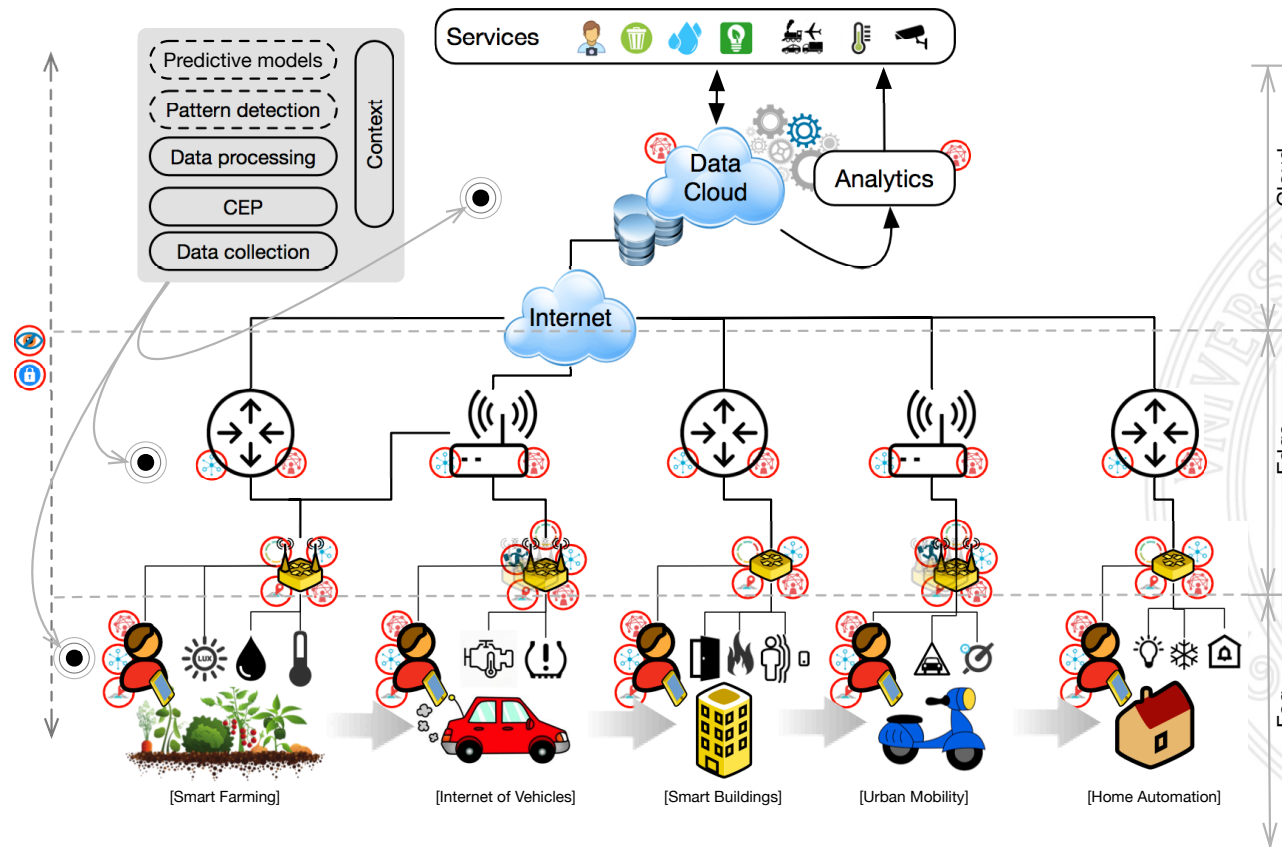 Services
Predictive models
Pattern detection
Data processing
CEP
Data collection
Context
Data
Cloud
Analytics
Internet
LUX
[Smart Farming]
[Internet of Vehicles]
[Smart Buildings]
[Urban Mobility]
[Home Automation]